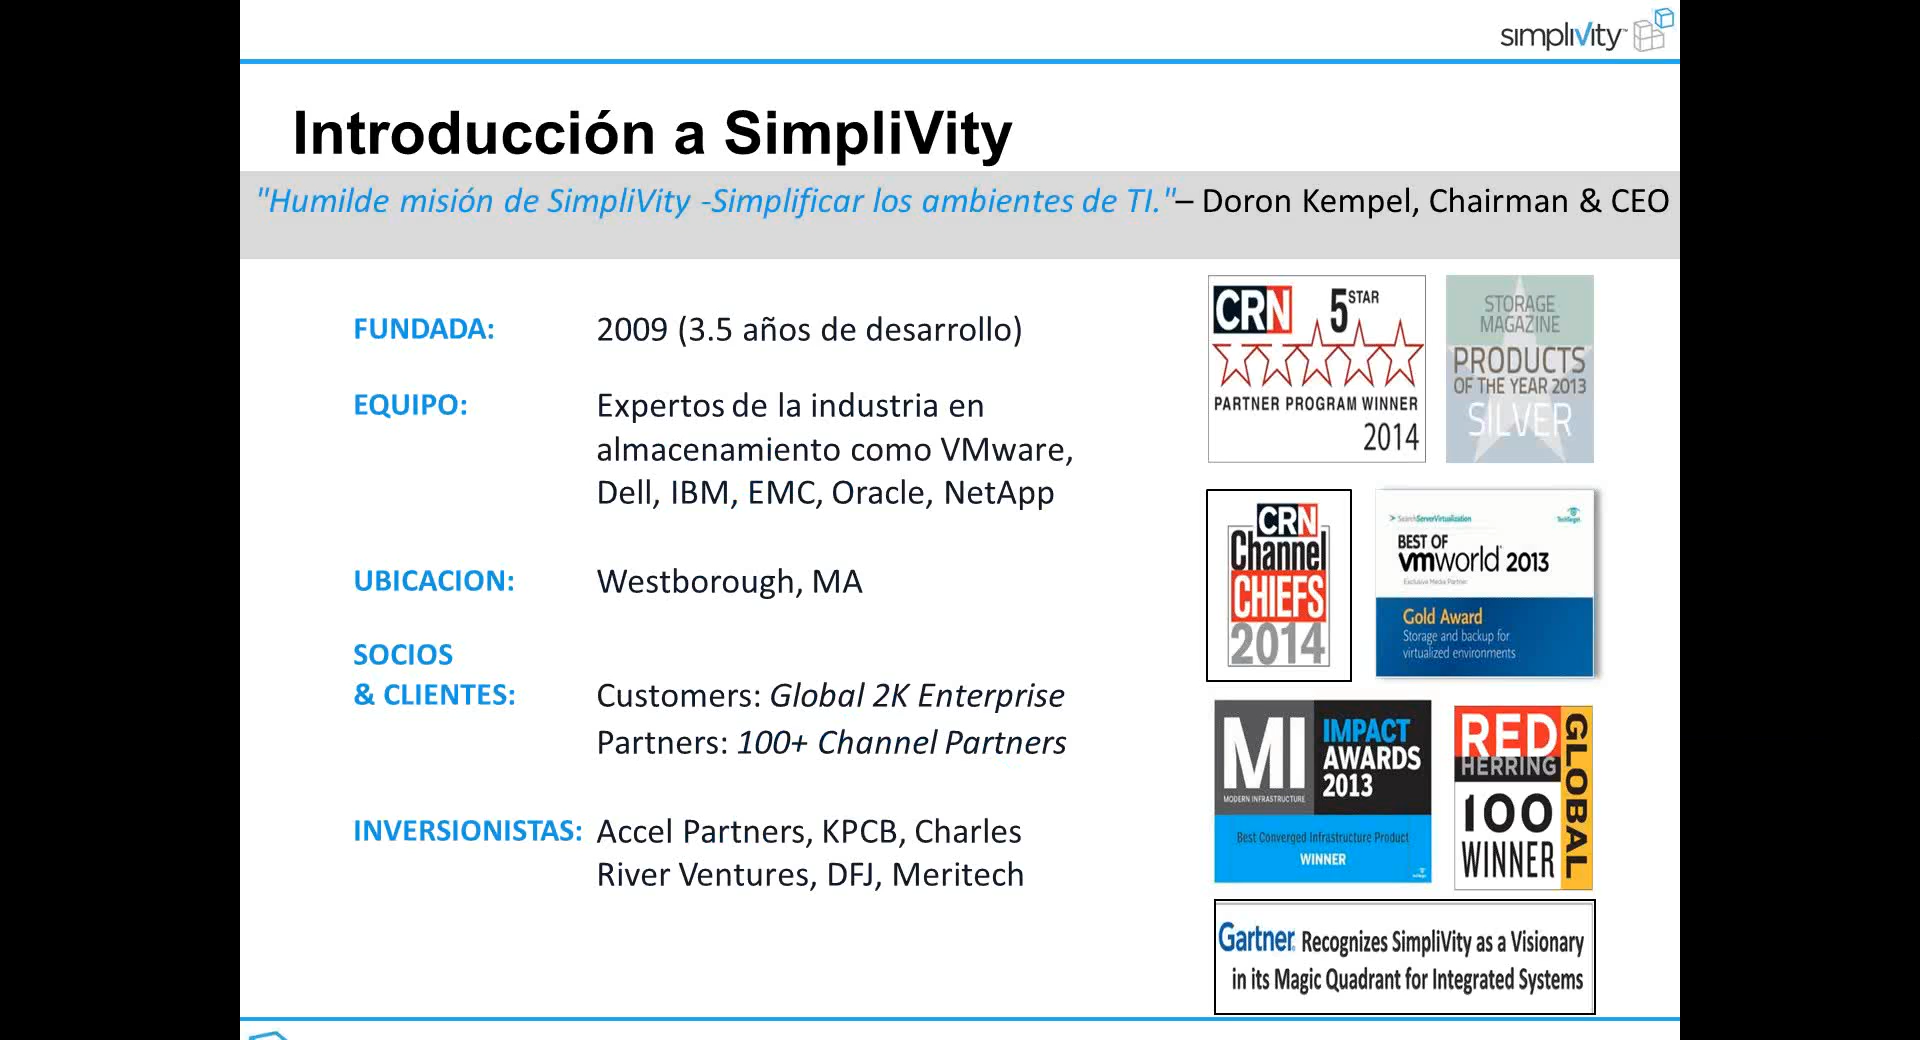 simplivity™
Introducción a SimpliVity
"Humilde misión de SimpliVity -Simplificar los ambientes de TI."– Doron Kempel, Chairman & CEO
FUNDADA: 2009 (3.5 años de desarrollo)
EQUIPO: Expertos de la industria en
almacenamiento como VMware,
Dell, IBM, EMC, Oracle, NetApp
UBICACION: Westborough, MA
SOCIOS
& CLIENTES: Customers: Global 2K Enterprise
Partners: 100+ Channel Partners
INVERSIONISTAS: Accel Partners, KPCB, Charles
River Ventures, DFJ, Meritech
CRN 5 STAR
PARTNER PROGRAM WINNER
2014
STORAGE
MAGAZINE
PRODUCTS
OF THE YEAR 2013
SILVER
CRN
Channel
CHIEFS
2014
SearchServerVirtualization
TechTarget
BEST OF
vmworld 2013
Exclusive Media Partner
Gold Award
Storage and backup for
virtualized environments
MI
MODERN INFRASTRUCTURE
IMPACT
AWARDS
2013
Best Converged Infrastructure Product
WINNER
RED
HERRING
100
WINNER
GLOBAL
Gartner Recognizes SimpliVity as a Visionary
in its Magic Quadrant for Integrated Systems